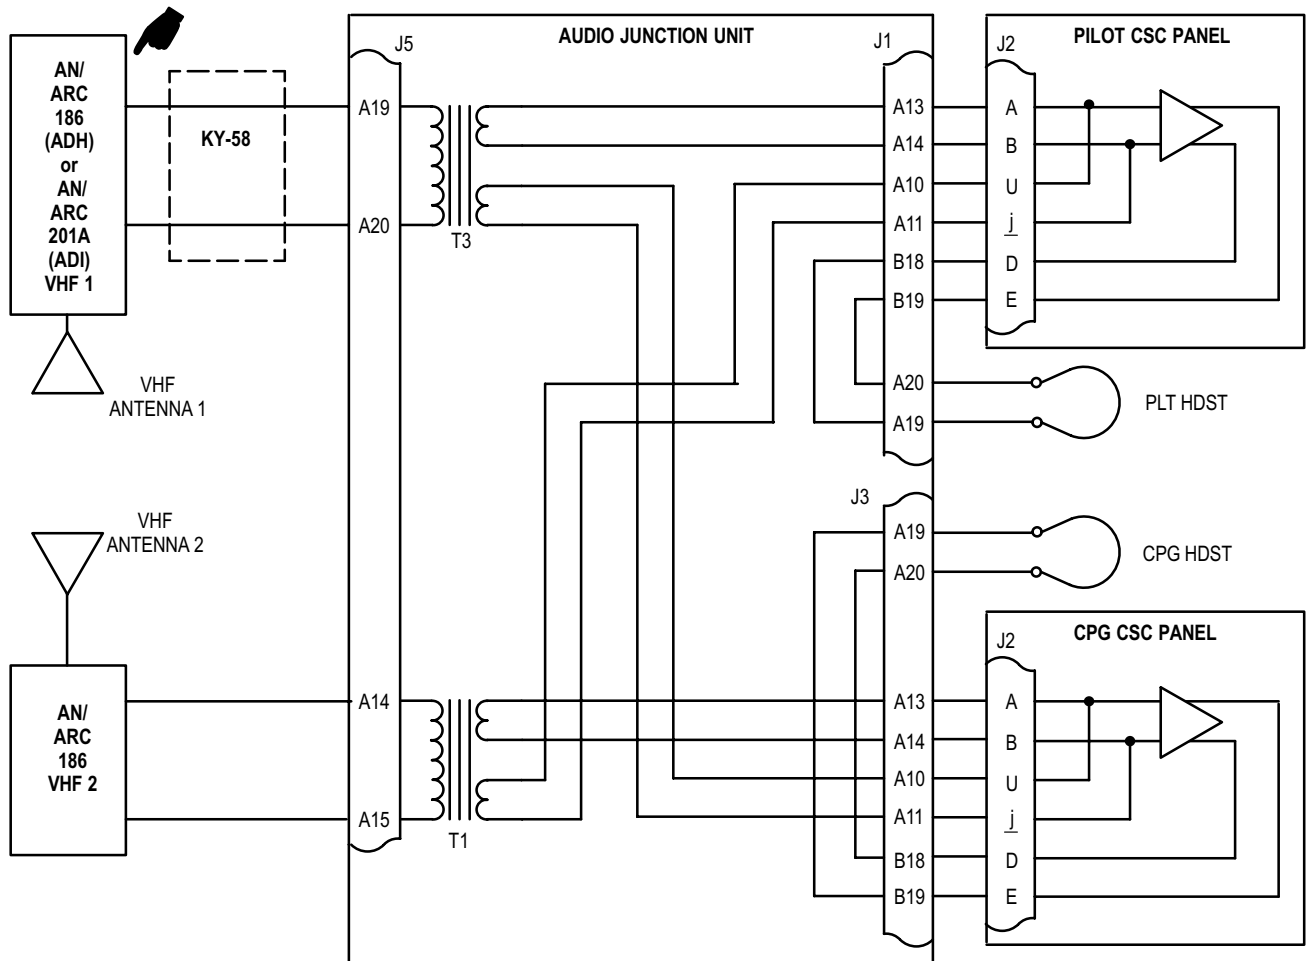 AUDIO JUNCTION UNIT
PILOT CSC PANEL
J5
J1
J2
AN/
ARC
186
(ADH)
or
AN/
ARC
201A
(ADI)
VHF 1
KY-58
A19
A20
T3
A13
A14
A10
A11
B18
B19
A20
A19
A
B
U
j
D
E
VHF
ANTENNA 1
PLT HDST
J3
VHF
ANTENNA 2
A19
A20
CPG HDST
CPG CSC PANEL
J2
AN/
ARC
186
VHF 2
A14
A15
T1
A13
A14
A10
A11
B18
B19
A
B
U
j
D
E